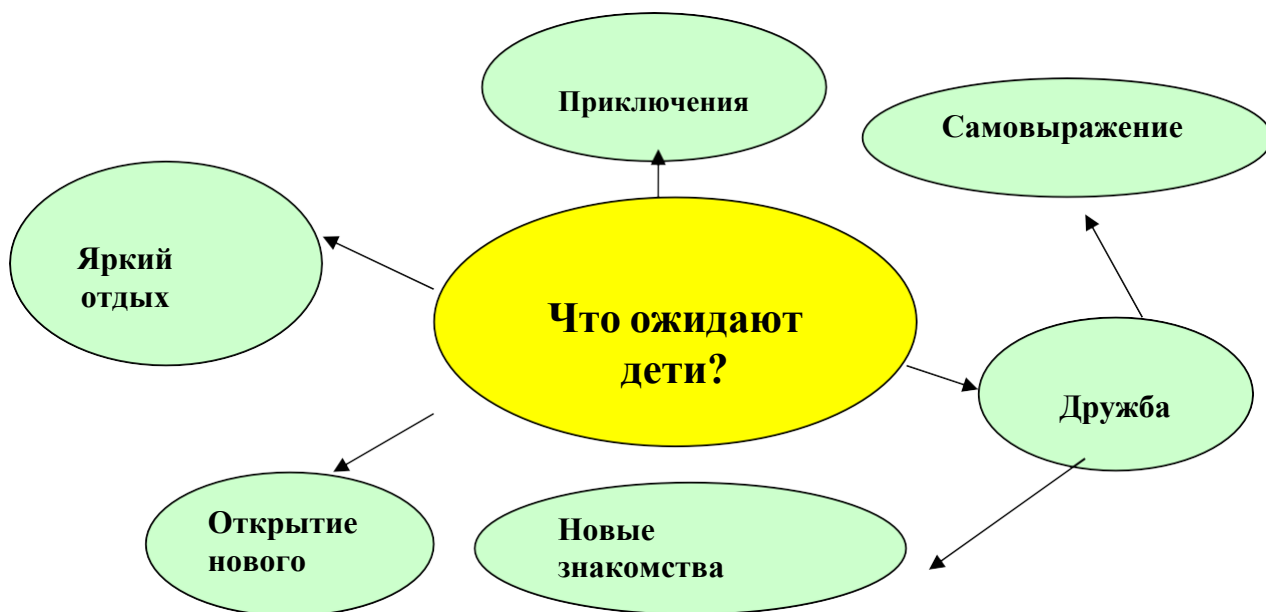 Приключения
Самовыражение
Яркий
отдых
Что ожидают
дети?
Дружба
Открытие
нового
Новые
знакомства